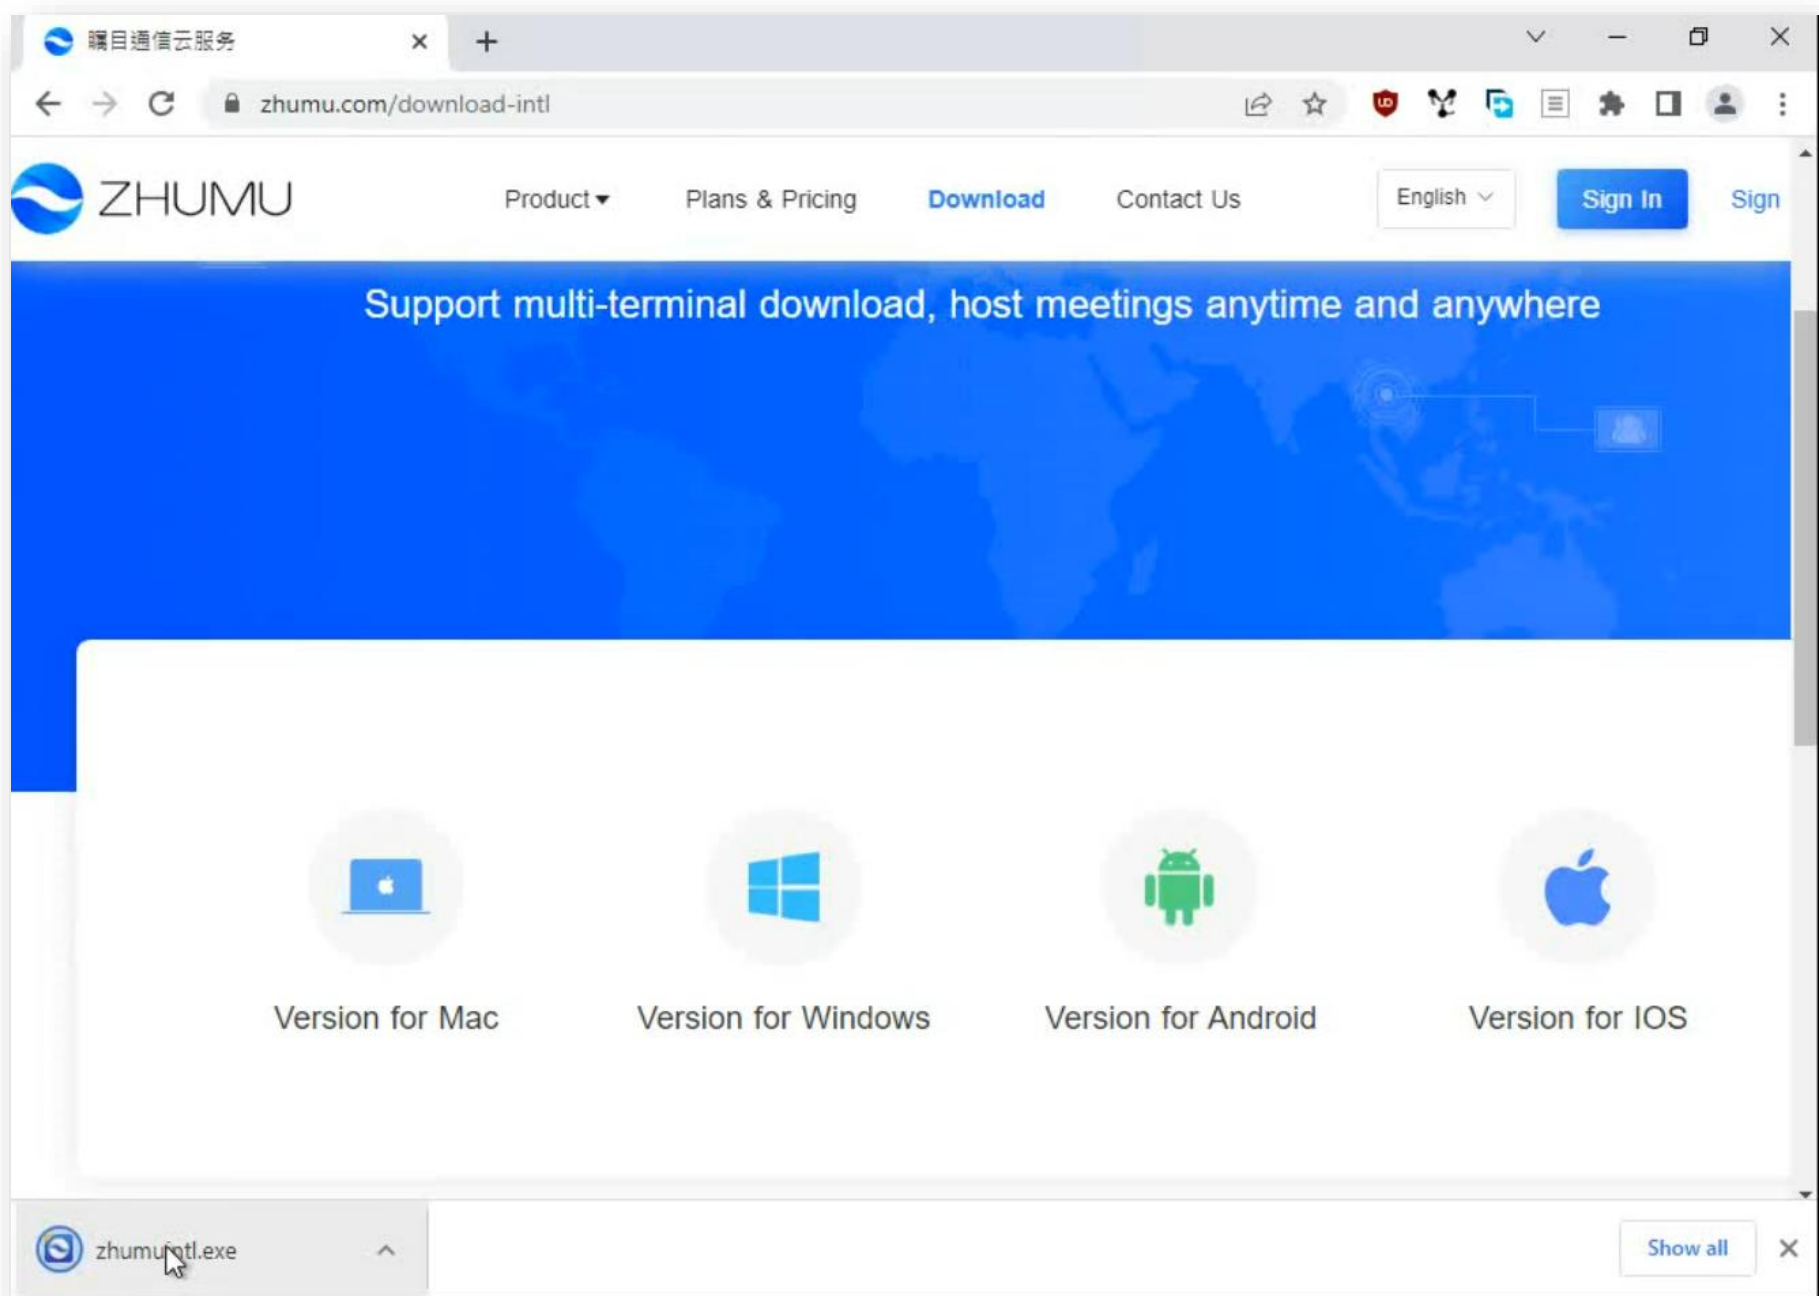 瞩目通信云服务
zhumu.com/download-intl
ZHUMU
Product Plans & Pricing Download Contact Us English Sign In Sign
Support multi-terminal download, host meetings anytime and anywhere
Version for Mac Version for Windows Version for Android Version for IOS
zhumuintl.exe
Show all